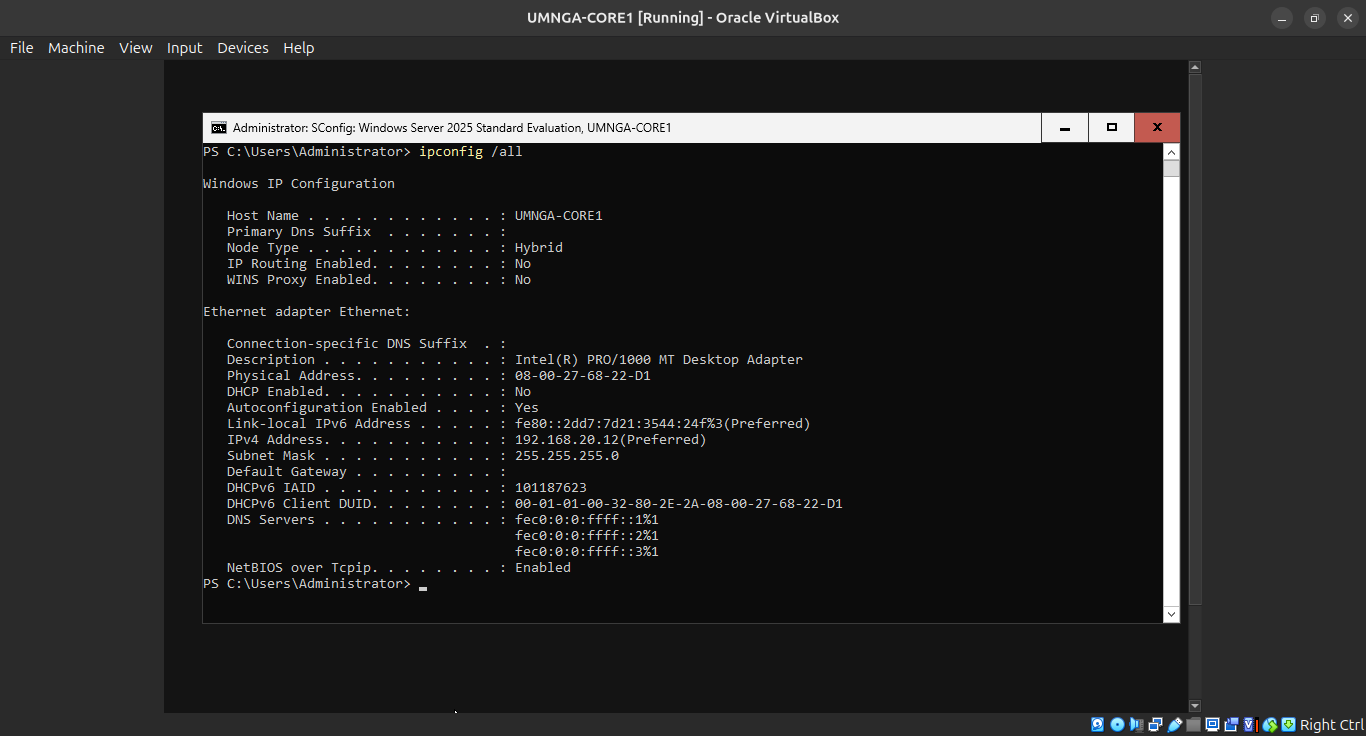 UMNGA-CORE1 [Running] - Oracle VirtualBox
File Machine View Input Devices Help
Administrator: SConfig: Windows Server 2025 Standard Evaluation, UMNGA-CORE1
PS C:\Users\Administrator> ipconfig /all
Windows IP Configuration
Host Name . . . . . . . . . . . . : UMNGA-CORE1
Primary Dns Suffix  . . . . . . . :
Node Type . . . . . . . . . . . . : Hybrid
IP Routing Enabled. . . . . . . . : No
WINS Proxy Enabled. . . . . . . . : No
Ethernet adapter Ethernet:
Connection-specific DNS Suffix  . :
Description . . . . . . . . . . . : Intel(R) PRO/1000 MT Desktop Adapter
Physical Address. . . . . . . . . : 08-00-27-68-22-D1
DHCP Enabled. . . . . . . . . . . : No
Autoconfiguration Enabled . . . . : Yes
Link-local IPv6 Address . . . . . : fe80::2dd7:7d21:3544:24f%3(Preferred)
IPv4 Address. . . . . . . . . . . : 192.168.20.12(Preferred)
Subnet Mask . . . . . . . . . . . : 255.255.255.0
Default Gateway . . . . . . . . . :
DHCPv6 IAID . . . . . . . . . . . : 101187623
DHCPv6 Client DUID. . . . . . . . : 00-01-01-00-32-80-2E-2A-08-00-27-68-22-D1
DNS Servers . . . . . . . . . . . : fec0:0:0:ffff::1%1
fec0:0:0:ffff::2%1
fec0:0:0:ffff::3%1
NetBIOS over Tcpip. . . . . . . . : Enabled
PS C:\Users\Administrator>
Right Ctrl